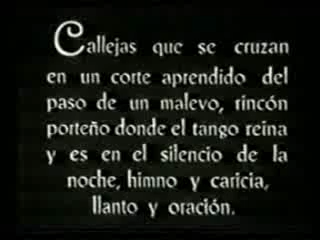 Callejas que se cruzan
en un corte aprendido del
paso de un malevo, rincón
porteño donde el tango reina
y es en el silencio de la
noche, himno y caricia,
llanto y oración.